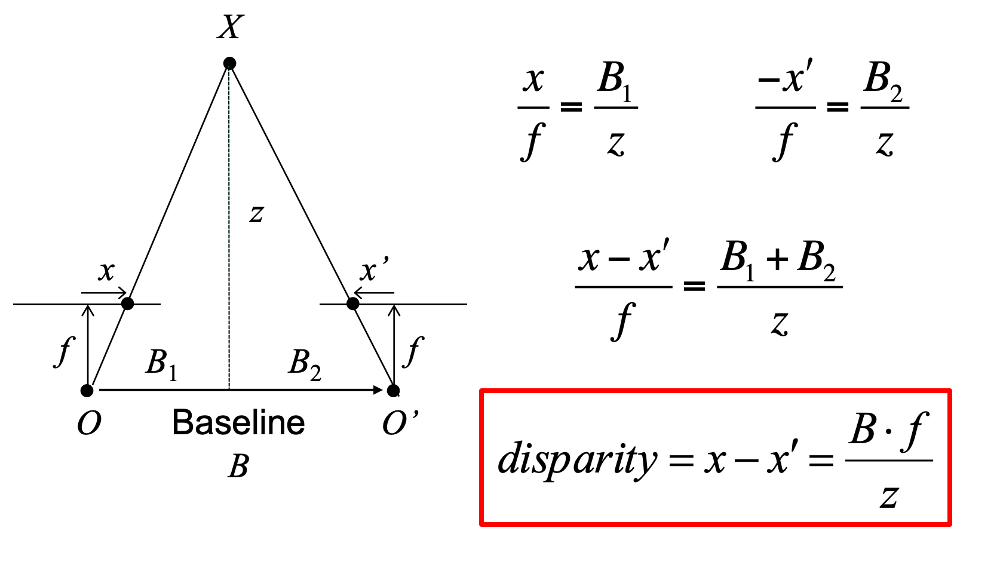 X
z
x
x’
f
f
B₁
B₂
O
Baseline
O’
B
x/f = B₁/z
−x′/f = B₂/z
(x − x′)/f = (B₁ + B₂)/z
disparity = x − x′ = (B · f)/z